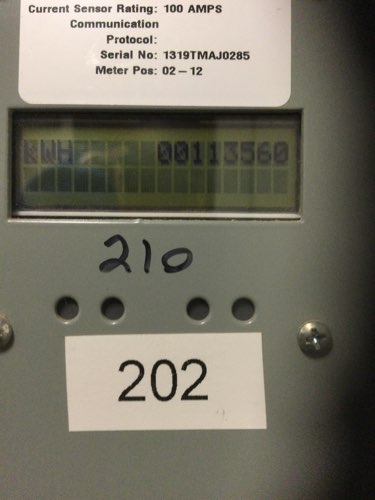 Current Sensor Rating: 100 AMPS
Communication
Protocol:
Serial No: 1319TMAJ0285
Meter Pos: 02-12
KWH 00113560
210
202